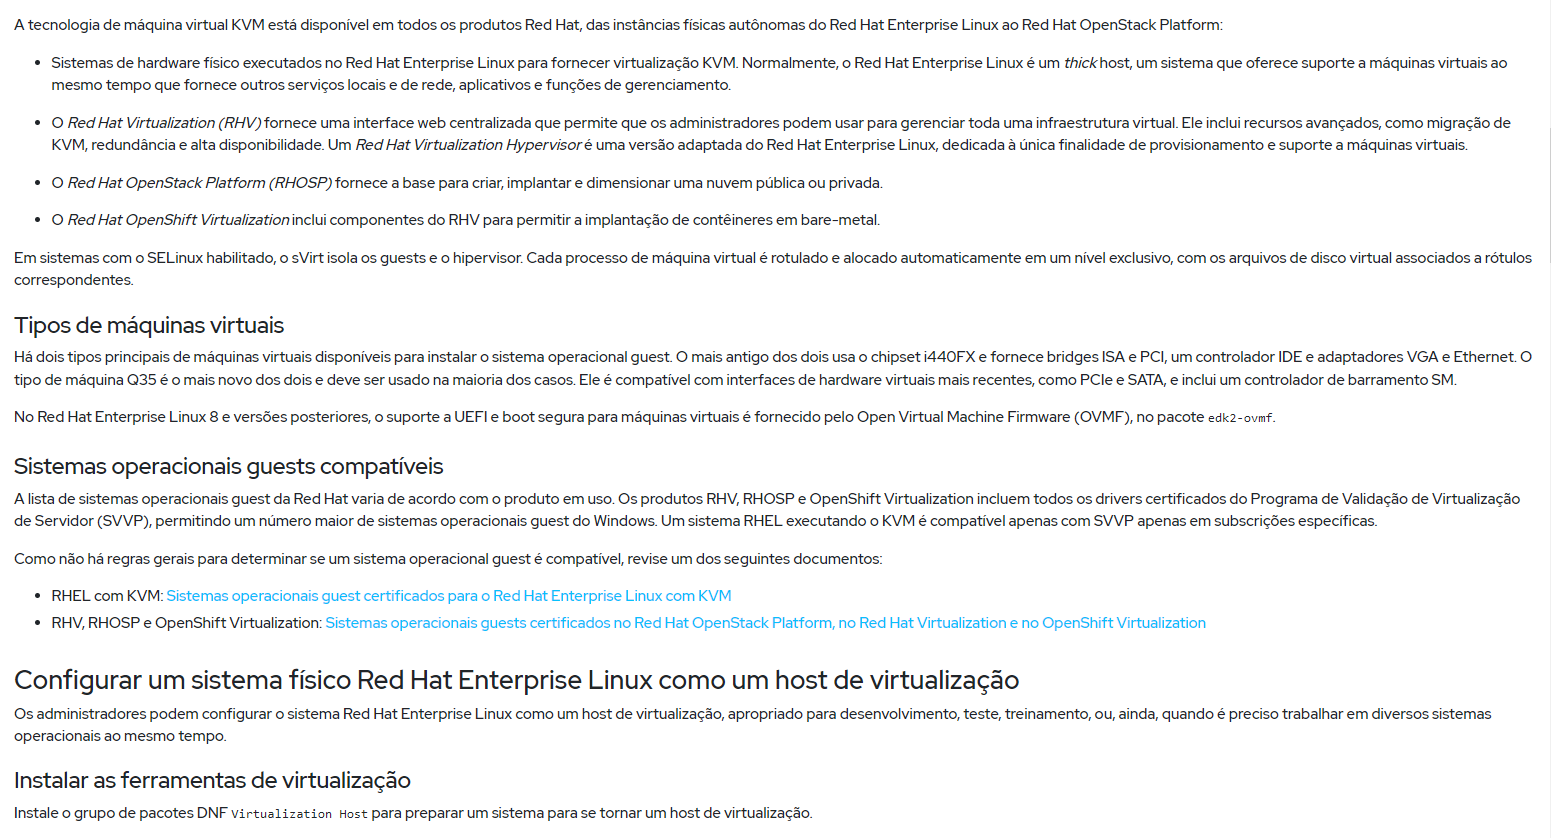 A tecnologia de máquina virtual KVM está disponível em todos os produtos Red Hat, das instâncias físicas autônomas do Red Hat Enterprise Linux ao Red Hat OpenStack Platform:
• Sistemas de hardware físico executados no Red Hat Enterprise Linux para fornecer virtualização KVM. Normalmente, o Red Hat Enterprise Linux é um thick host, um sistema que oferece suporte a máquinas virtuais ao
mesmo tempo que fornece outros serviços locais e de rede, aplicativos e funções de gerenciamento.
• O Red Hat Virtualization (RHV) fornece uma interface web centralizada que permite que os administradores podem usar para gerenciar toda uma infraestrutura virtual. Ele inclui recursos avançados, como migração de
KVM, redundância e alta disponibilidade. Um Red Hat Virtualization Hypervisor é uma versão adaptada do Red Hat Enterprise Linux, dedicada à única finalidade de provisionamento e suporte a máquinas virtuais.
• O Red Hat OpenStack Platform (RHOSP) fornece a base para criar, implantar e dimensionar uma nuvem pública ou privada.
• O Red Hat OpenShift Virtualization inclui componentes do RHV para permitir a implantação de contêineres em bare-metal.
Em sistemas com o SELinux habilitado, o sVirt isola os guests e o hipervisor. Cada processo de máquina virtual é rotulado e alocado automaticamente em um nível exclusivo, com os arquivos de disco virtual associados a rótulos
correspondentes.
Tipos de máquinas virtuais
Há dois tipos principais de máquinas virtuais disponíveis para instalar o sistema operacional guest. O mais antigo dos dois usa o chipset i440FX e fornece bridges ISA e PCI, um controlador IDE e adaptadores VGA e Ethernet. O
tipo de máquina Q35 é o mais novo dos dois e deve ser usado na maioria dos casos. Ele é compatível com interfaces de hardware virtuais mais recentes, como PCIe e SATA, e inclui um controlador de barramento SM.
No Red Hat Enterprise Linux 8 e versões posteriores, o suporte a UEFI e boot segura para máquinas virtuais é fornecido pelo Open Virtual Machine Firmware (OVMF), no pacote edk2-ovmf.
Sistemas operacionais guests compatíveis
A lista de sistemas operacionais guest da Red Hat varia de acordo com o produto em uso. Os produtos RHV, RHOSP e OpenShift Virtualization incluem todos os drivers certificados do Programa de Validação de Virtualização
de Servidor (SVVP), permitindo um número maior de sistemas operacionais guest do Windows. Um sistema RHEL executando o KVM é compatível apenas com SVVP apenas em subscrições específicas.
Como não há regras gerais para determinar se um sistema operacional guest é compatível, revise um dos seguintes documentos:
• RHEL com KVM: Sistemas operacionais guest certificados para o Red Hat Enterprise Linux com KVM
• RHV, RHOSP e OpenShift Virtualization: Sistemas operacionais guests certificados no Red Hat OpenStack Platform, no Red Hat Virtualization e no OpenShift Virtualization
Configurar um sistema físico Red Hat Enterprise Linux como um host de virtualização
Os administradores podem configurar o sistema Red Hat Enterprise Linux como um host de virtualização, apropriado para desenvolvimento, teste, treinamento, ou, ainda, quando é preciso trabalhar em diversos sistemas
operacionais ao mesmo tempo.
Instalar as ferramentas de virtualização
Instale o grupo de pacotes DNF Virtualization Host para preparar um sistema para se tornar um host de virtualização.